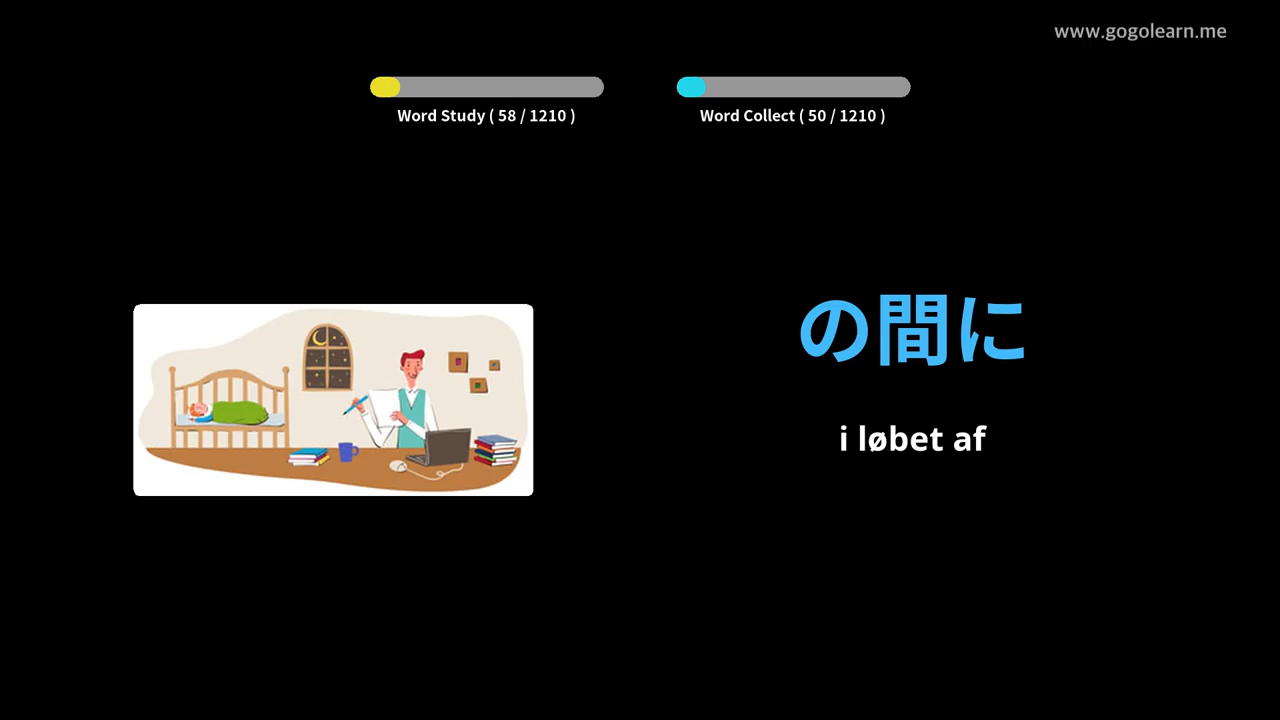 www.gogolearn.me
Word Study ( 58 / 1210 )
Word Collect ( 50 / 1210 )
の間に
i løbet af